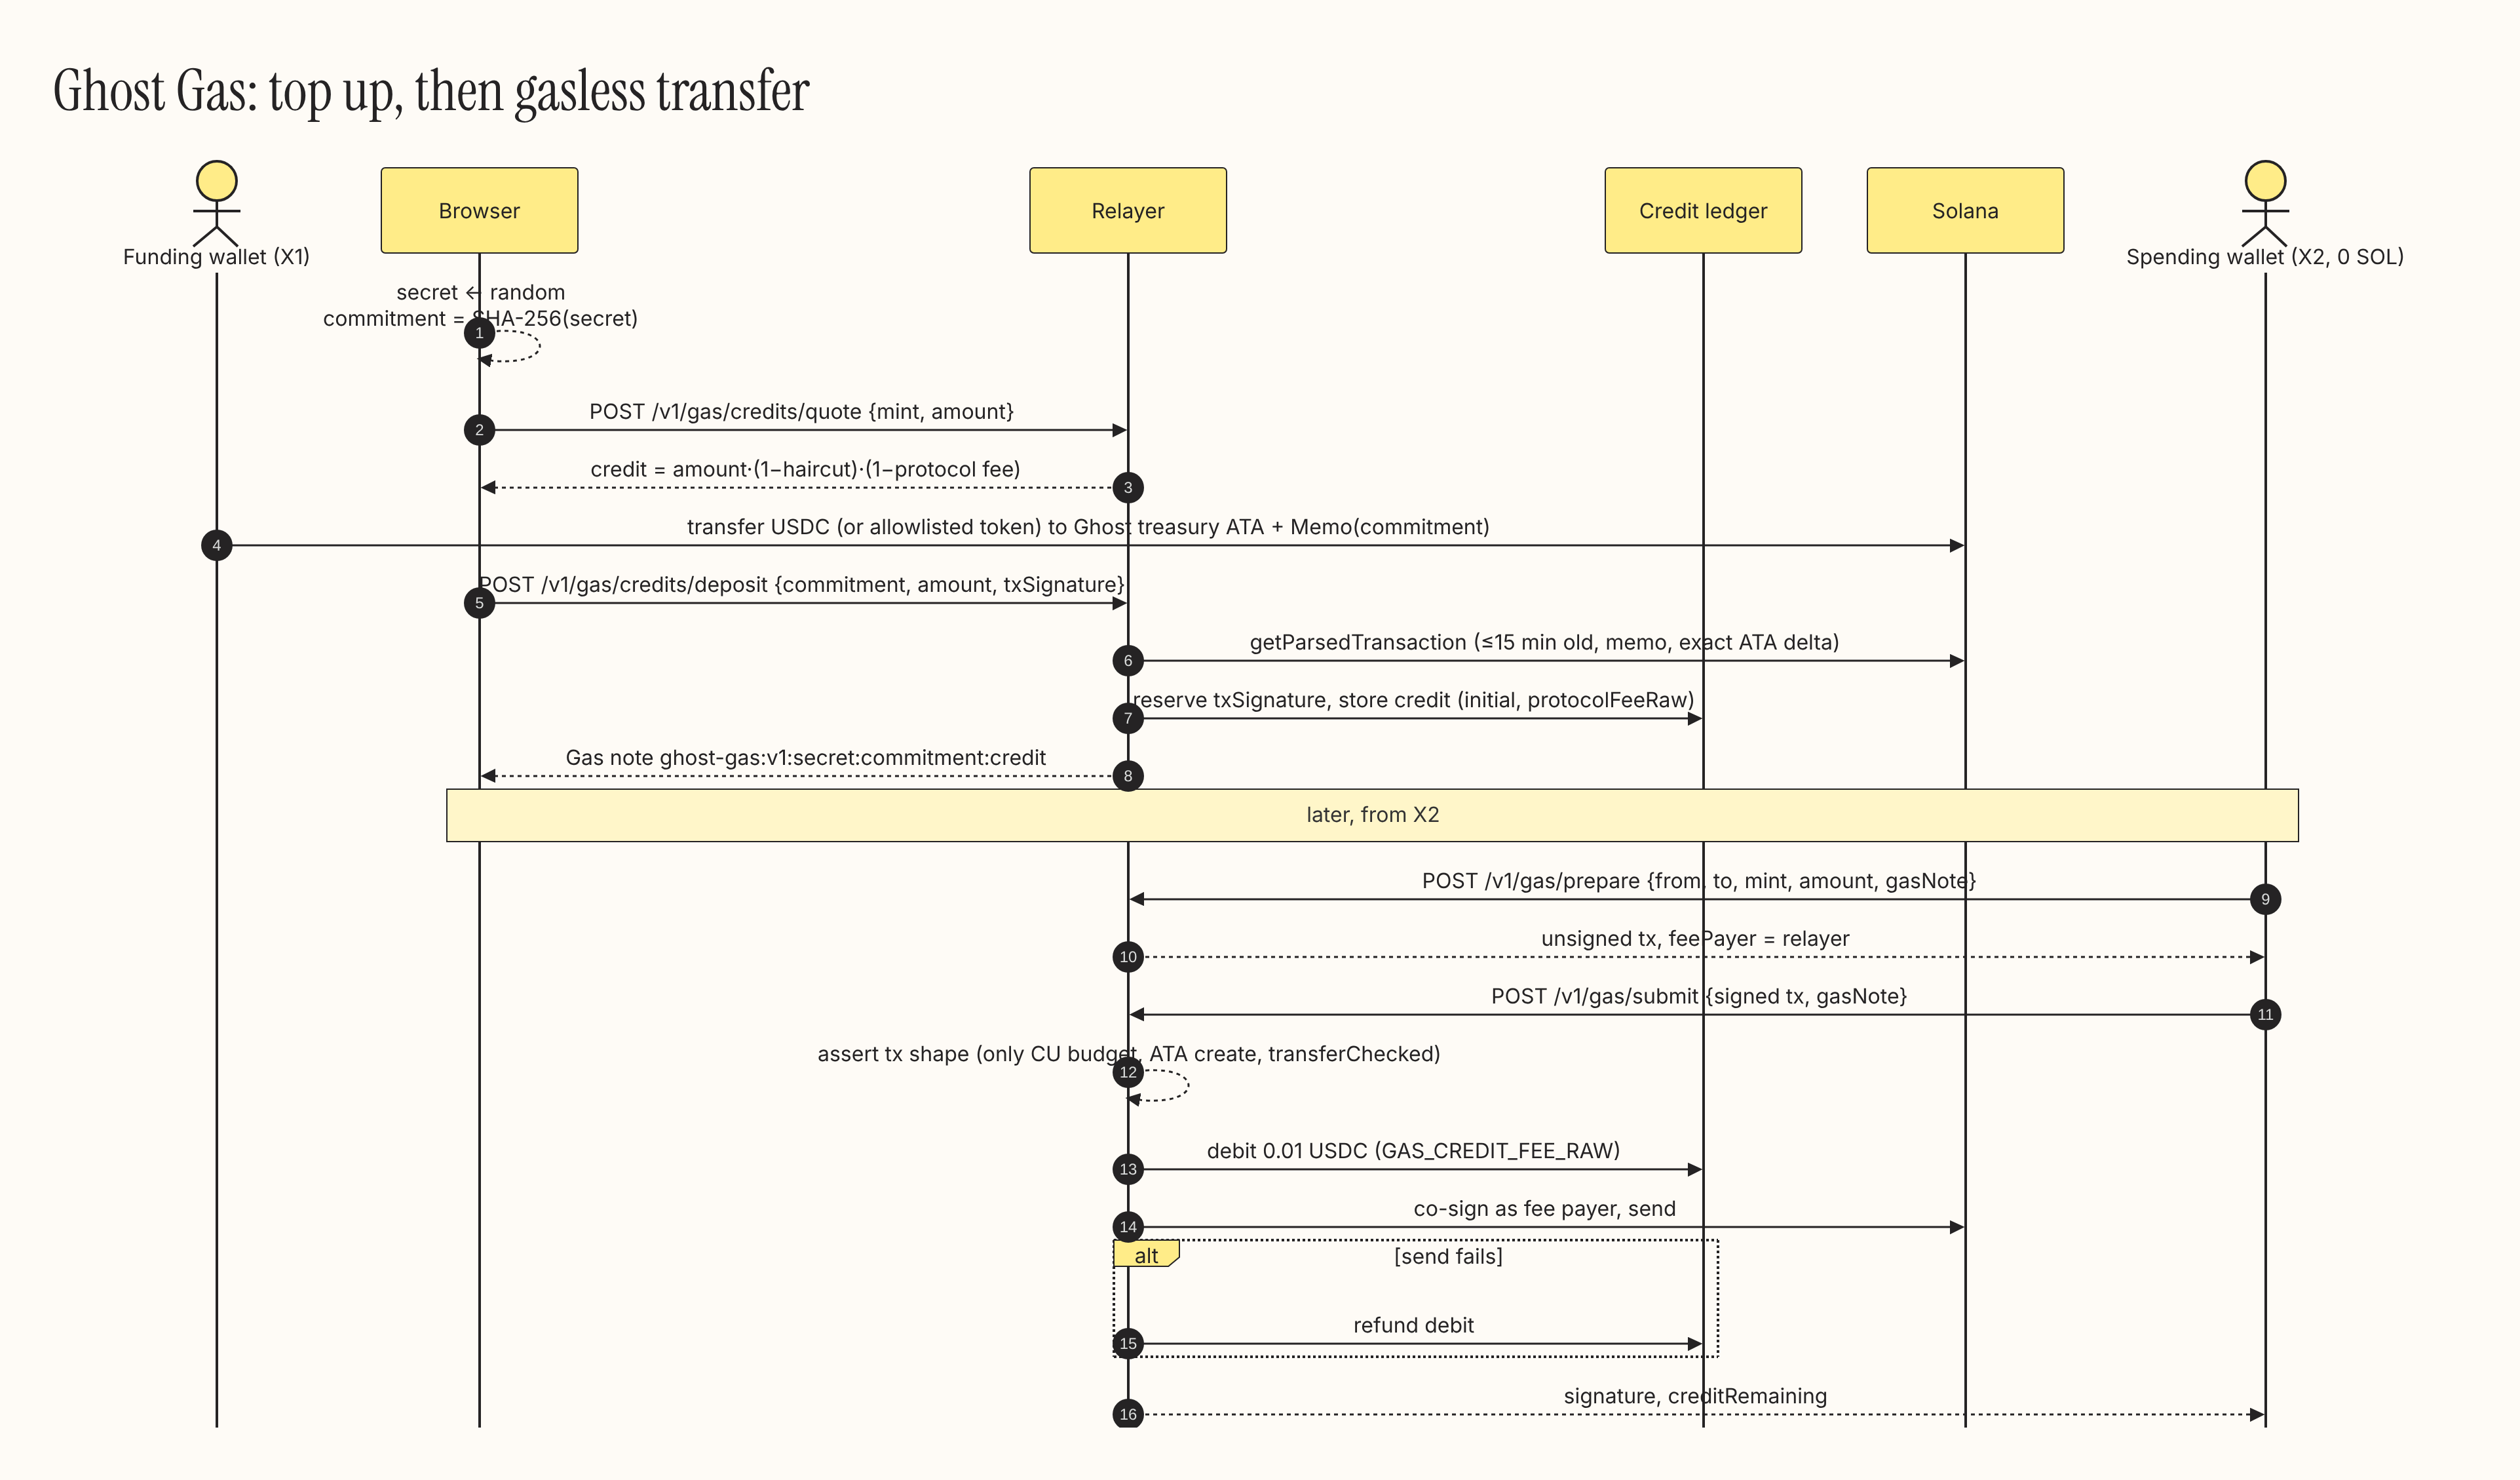 Ghost Gas: top up, then gasless transfer
Funding wallet (X1)
Browser
Relayer
Credit ledger
Solana
Spending wallet (X2, 0 SOL)
secret ← random
commitment = SHA-256(secret)
1
POST /v1/gas/credits/quote {mint, amount}
2
credit = amount·(1−haircut)·(1−protocol fee)
3
transfer USDC (or allowlisted token) to Ghost treasury ATA + Memo(commitment)
4
POST /v1/gas/credits/deposit {commitment, amount, txSignature}
5
getParsedTransaction (≤15 min old, memo, exact ATA delta)
6
reserve txSignature, store credit (initial, protocolFeeRaw)
7
Gas note ghost-gas:v1:secret:commitment:credit
8
later, from X2
POST /v1/gas/prepare {from, to, mint, amount, gasNote}
9
unsigned tx, feePayer = relayer
10
POST /v1/gas/submit {signed tx, gasNote}
11
assert tx shape (only CU budget, ATA create, transferChecked)
12
debit 0.01 USDC (GAS_CREDIT_FEE_RAW)
13
co-sign as fee payer, send
14
alt
[send fails]
refund debit
15
signature, creditRemaining
16